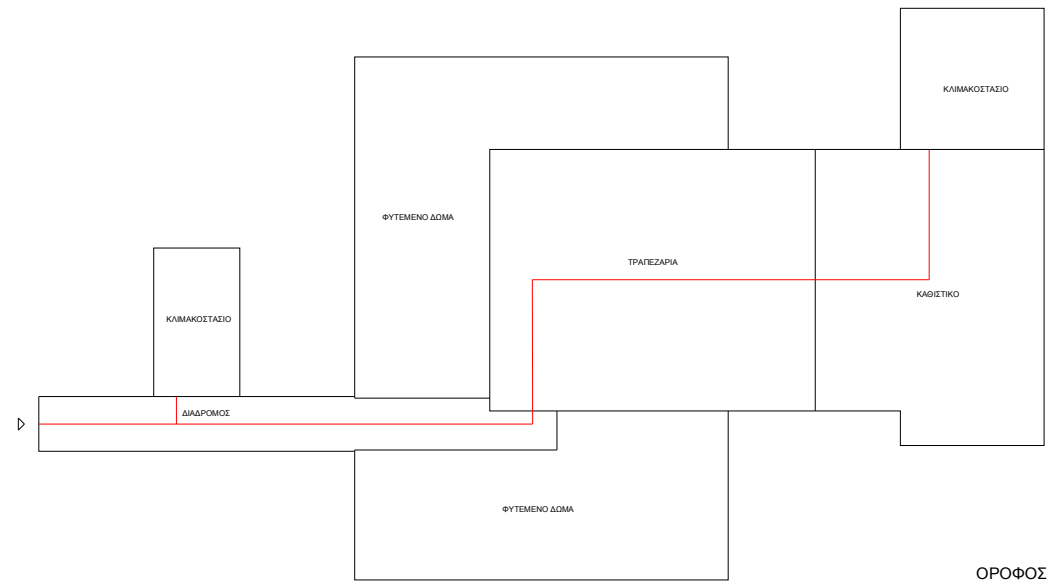 ΚΛΙΜΑΚΟΣΤΑΣΙΟ
ΦΥΤΕΜΕΝΟ ΔΩΜΑ
ΤΡΑΠΕΖΑΡΙΑ
ΚΑΘΙΣΤΙΚΟ
ΚΛΙΜΑΚΟΣΤΑΣΙΟ
ΔΙΑΔΡΟΜΟΣ
ΦΥΤΕΜΕΝΟ ΔΩΜΑ
ΟΡΟΦΟΣ